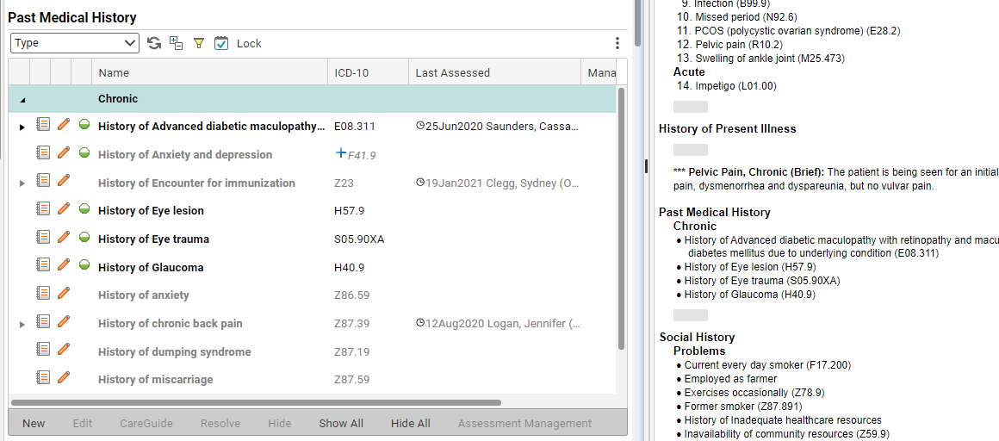 Past Medical History
Type
Lock
Name ICD-10 Last Assessed Mana
Chronic
History of Advanced diabetic maculopathy... E08.311 25Jun2020 Saunders, Cassa...
History of Anxiety and depression F41.9
History of Encounter for immunization Z23 19Jan2021 Clegg, Sydney (O...
History of Eye lesion H57.9
History of Eye trauma S05.90XA
History of Glaucoma H40.9
History of anxiety Z86.59
History of chronic back pain Z87.39 12Aug2020 Logan, Jennifer (...
History of dumping syndrome Z87.19
History of miscarriage Z87.59
New Edit CareGuide Resolve Hide Show All Hide All Assessment Management
9. Infection (B99.9)
10. Missed period (N92.6)
11. PCOS (polycystic ovarian syndrome) (E28.2)
12. Pelvic pain (R10.2)
13. Swelling of ankle joint (M25.473)
Acute
14. Impetigo (L01.00)
History of Present Illness
*** Pelvic Pain, Chronic (Brief): The patient is being seen for an initial
pain, dysmenorrhea and dyspareunia, but no vulvar pain.
Past Medical History
Chronic
● History of Advanced diabetic maculopathy with retinopathy and macu
diabetes mellitus due to underlying condition (E08.311)
● History of Eye lesion (H57.9)
● History of Eye trauma (S05.90XA)
● History of Glaucoma (H40.9)
Social History
Problems
● Current every day smoker (F17.200)
● Employed as farmer
● Exercises occasionally (Z78.9)
● Former smoker (Z87.891)
● History of Inadequate healthcare resources
● Inavailability of community resources (Z59.9)